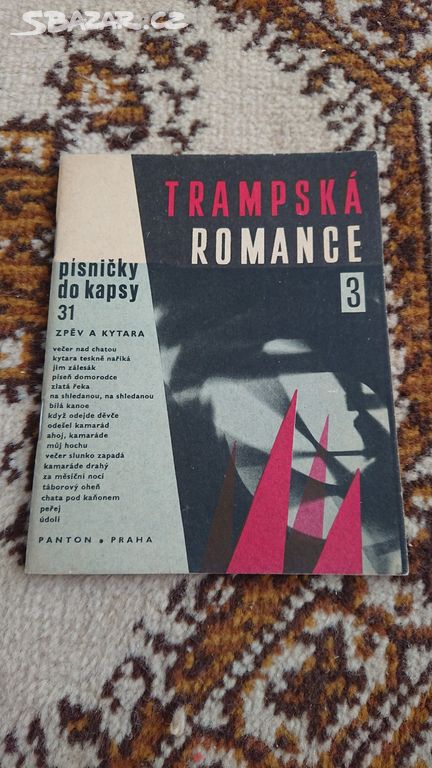 SBAZAR.CZ
TRAMPSKÁ
ROMANCE
3
písničky
do kapsy
31
ZPĚV A KYTARA
večer nad chatou
kytara teskně naříká
jim zálesák
píseň domorodce
zlatá řeka
na shledanou, na shledanou
bílá kanoe
když odejde děvče
odešel kamarád
ahoj, kamaráde
můj hochu
večer slunko zapadá
kamaráde drahý
za měsíční noci
táborový oheň
chata pod kaňonem
peřej
údolí
PANTON • PRAHA